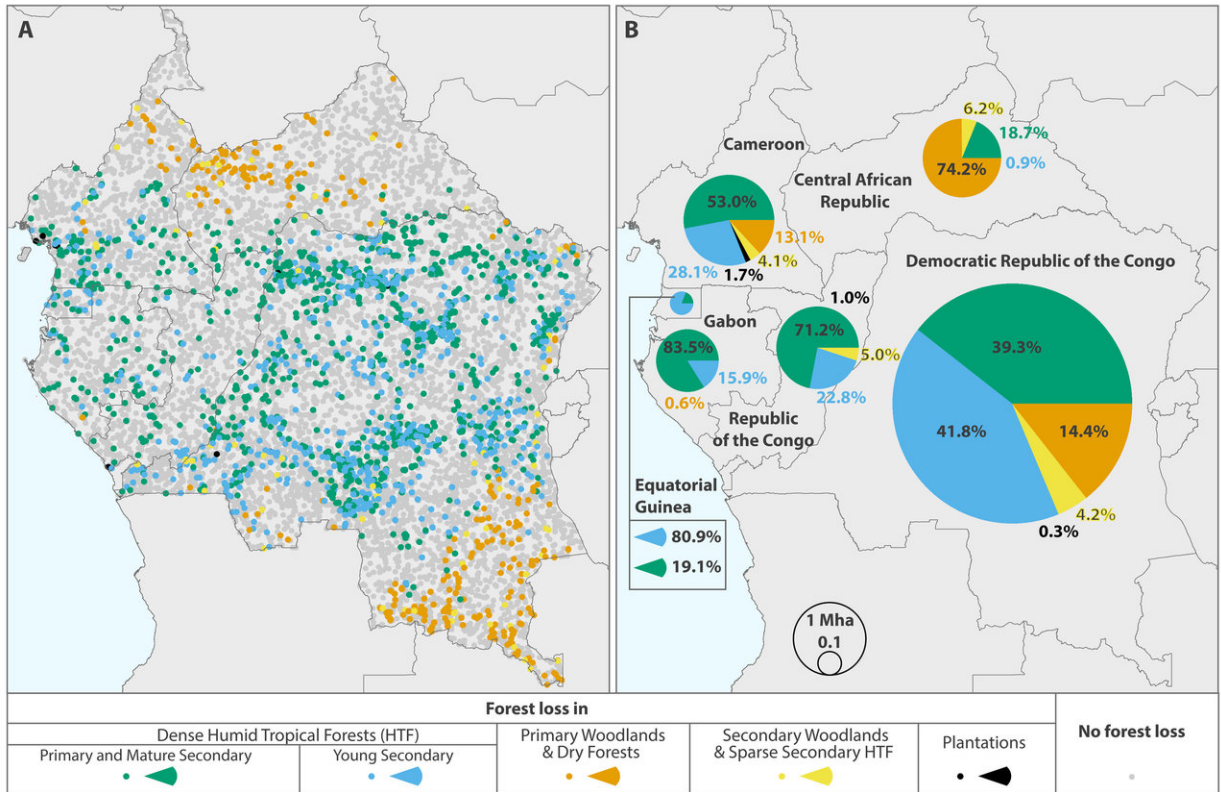 A
B
6.2%
18.7%
0.9%
74.2%
Cameroon
Central African
Republic
53.0%
13.1%
4.1%
28.1%
1.7%
Democratic Republic of the Congo
1.0%
Gabon
71.2%
5.0%
22.8%
83.5%
15.9%
0.6%
Republic
of the Congo
39.3%
41.8%
14.4%
4.2%
0.3%
Equatorial
Guinea
80.9%
19.1%
1 Mha
0.1
Forest loss in
No forest loss
Dense Humid Tropical Forests (HTF)
Primary and Mature Secondary
Young Secondary
Primary Woodlands
& Dry Forests
Secondary Woodlands
& Sparse Secondary HTF
Plantations